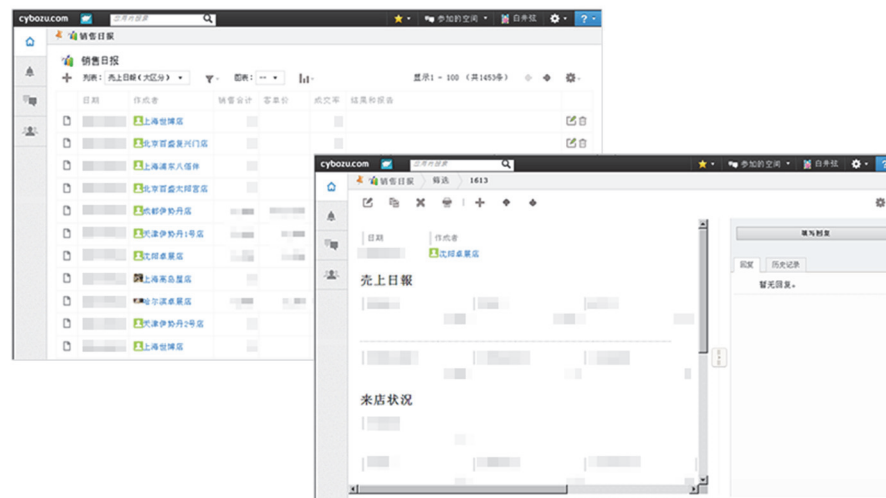 cybozu.com
应用内搜索
参加的空间
白井弦
销售日报
销售日报
列表： 売上日報(大区分)
图表： --
显示1 - 100 （共1453条）
日期 作成者 销售合计 客单价 成交率 结果和报告
上海世博店
北京百盛复兴门店
上海浦东八佰伴
北京百盛太阳宫店
成都伊势丹店
天津伊势丹1号店
沈阳卓展店
上海高岛屋店
哈尔滨卓展店
天津伊势丹2号店
上海世博店
cybozu.com
应用内搜索
参加的空间
白井弦
销售日报 筛选 1613
填写回复
日期 作成者
沈阳卓展店
回复 历史记录
暂无回复。
売上日報
来店状况